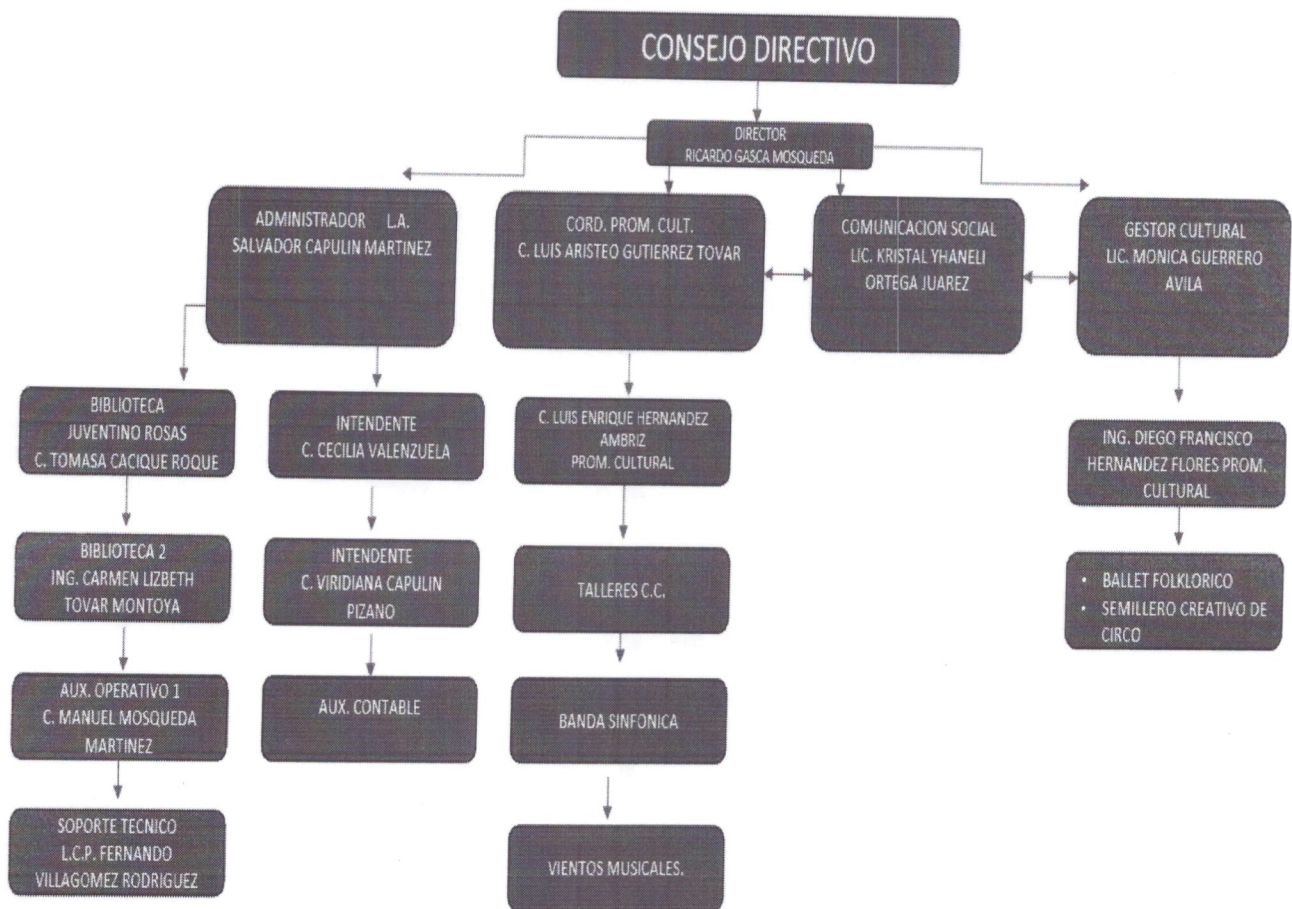 CONSEJO DIRECTIVO
DIRECTOR
RICARDO GASCA MOSQUEDA
ADMINISTRADOR L.A.
SALVADOR CAPULIN MARTINEZ
CORD. PROM. CULT.
C. LUIS ARISTEO GUTIERREZ TOVAR
COMUNICACION SOCIAL
LIC. KRISTAL YHANELI
ORTEGA JUAREZ
GESTOR CULTURAL
LIC. MONICA GUERRERO
AVILA
BIBLIOTECA
JUVENTINO ROSAS
C. TOMASA CACIQUE ROQUE
INTENDENTE
C. CECILIA VALENZUELA
C. LUIS ENRIQUE HERNANDEZ
AMBRIZ
PROM. CULTURAL
ING. DIEGO FRANCISCO
HERNANDEZ FLORES PROM.
CULTURAL
BIBLIOTECA 2
ING. CARMEN LIZBETH
TOVAR MONTOYA
INTENDENTE
C. VIRIDIANA CAPULIN
PIZANO
TALLERES C.C.
• BALLET FOLKLORICO
• SEMILLERO CREATIVO DE
CIRCO
AUX. OPERATIVO 1
C. MANUEL MOSQUEDA
MARTINEZ
AUX. CONTABLE
BANDA SINFONICA
SOPORTE TECNICO
L.C.P. FERNANDO
VILLAGOMEZ RODRIGUEZ
VIENTOS MUSICALES.